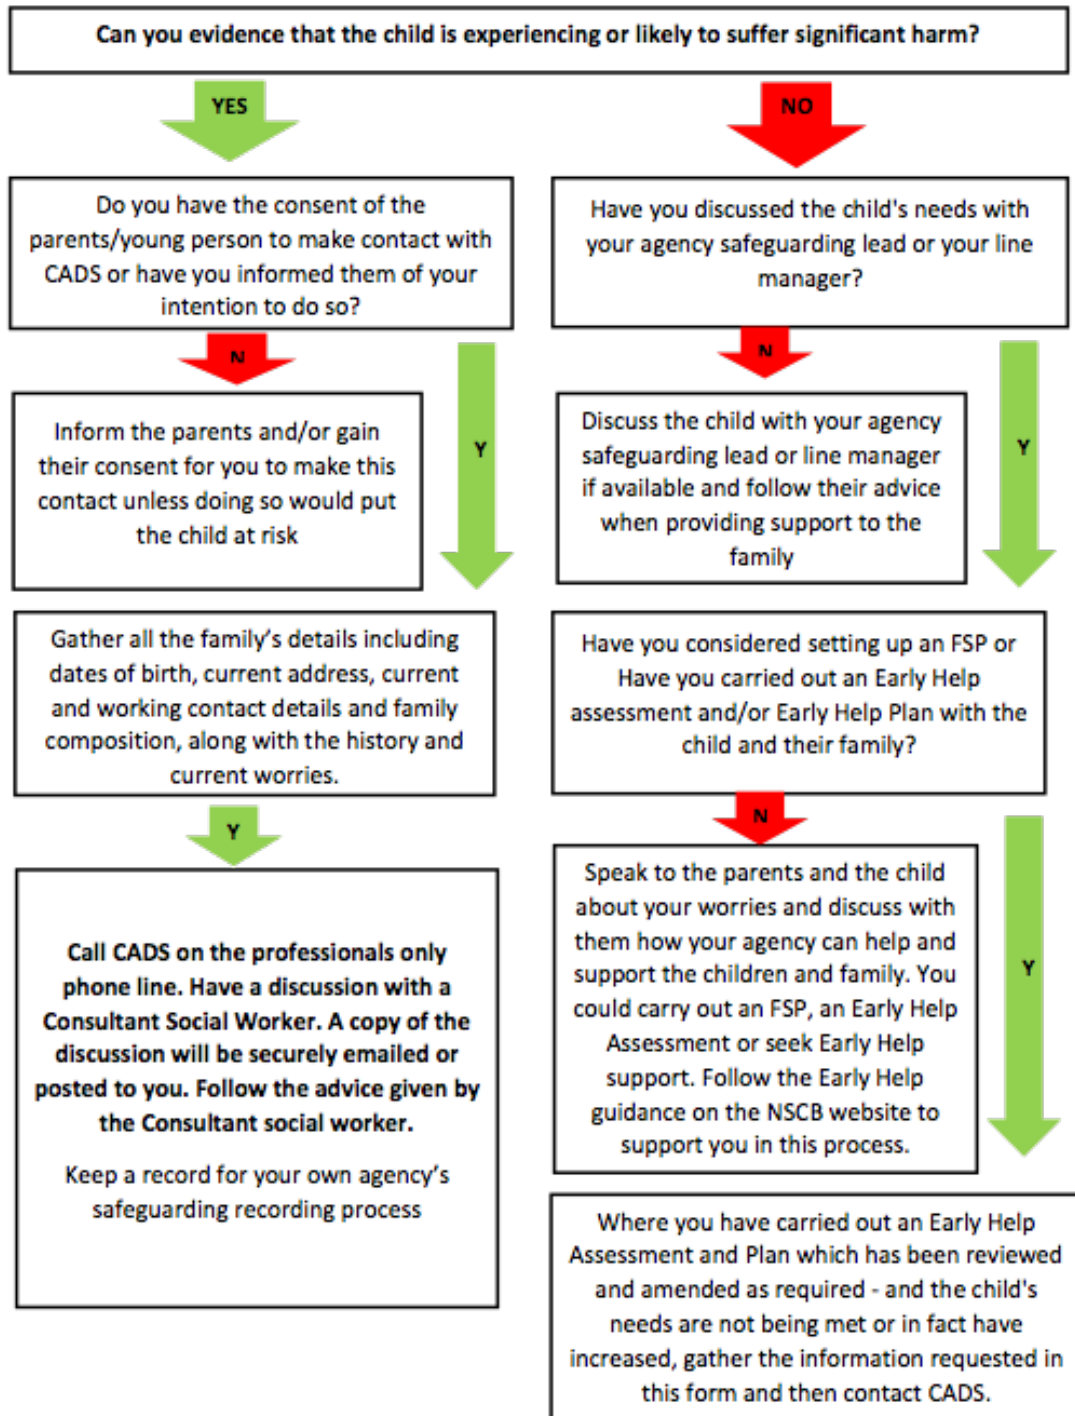 Can you evidence that the child is experiencing or likely to suffer significant harm?
YES
NO
Do you have the consent of the
parents/young person to make contact with
CADS or have you informed them of your
intention to do so?
Have you discussed the child's needs with
your agency safeguarding lead or your line
manager?
N
Y
N
Y
Inform the parents and/or gain
their consent for you to make this
contact unless doing so would put
the child at risk
Discuss the child with your agency
safeguarding lead or line manager
if available and follow their advice
when providing support to the
family
Gather all the family’s details including
dates of birth, current address, current
and working contact details and family
composition, along with the history and
current worries.
Have you considered setting up an FSP or
Have you carried out an Early Help
assessment and/or Early Help Plan with the
child and their family?
Y
N
Y
Call CADS on the professionals only
phone line. Have a discussion with a
Consultant Social Worker. A copy of the
discussion will be securely emailed or
posted to you. Follow the advice given by
the Consultant social worker.
Keep a record for your own agency’s
safeguarding recording process
Speak to the parents and the child
about your worries and discuss with
them how your agency can help and
support the children and family. You
could carry out an FSP, an Early Help
Assessment or seek Early Help
support. Follow the Early Help
guidance on the NSCB website to
support you in this process.
Where you have carried out an Early Help
Assessment and Plan which has been reviewed
and amended as required - and the child's
needs are not being met or in fact have
increased, gather the information requested in
this form and then contact CADS.